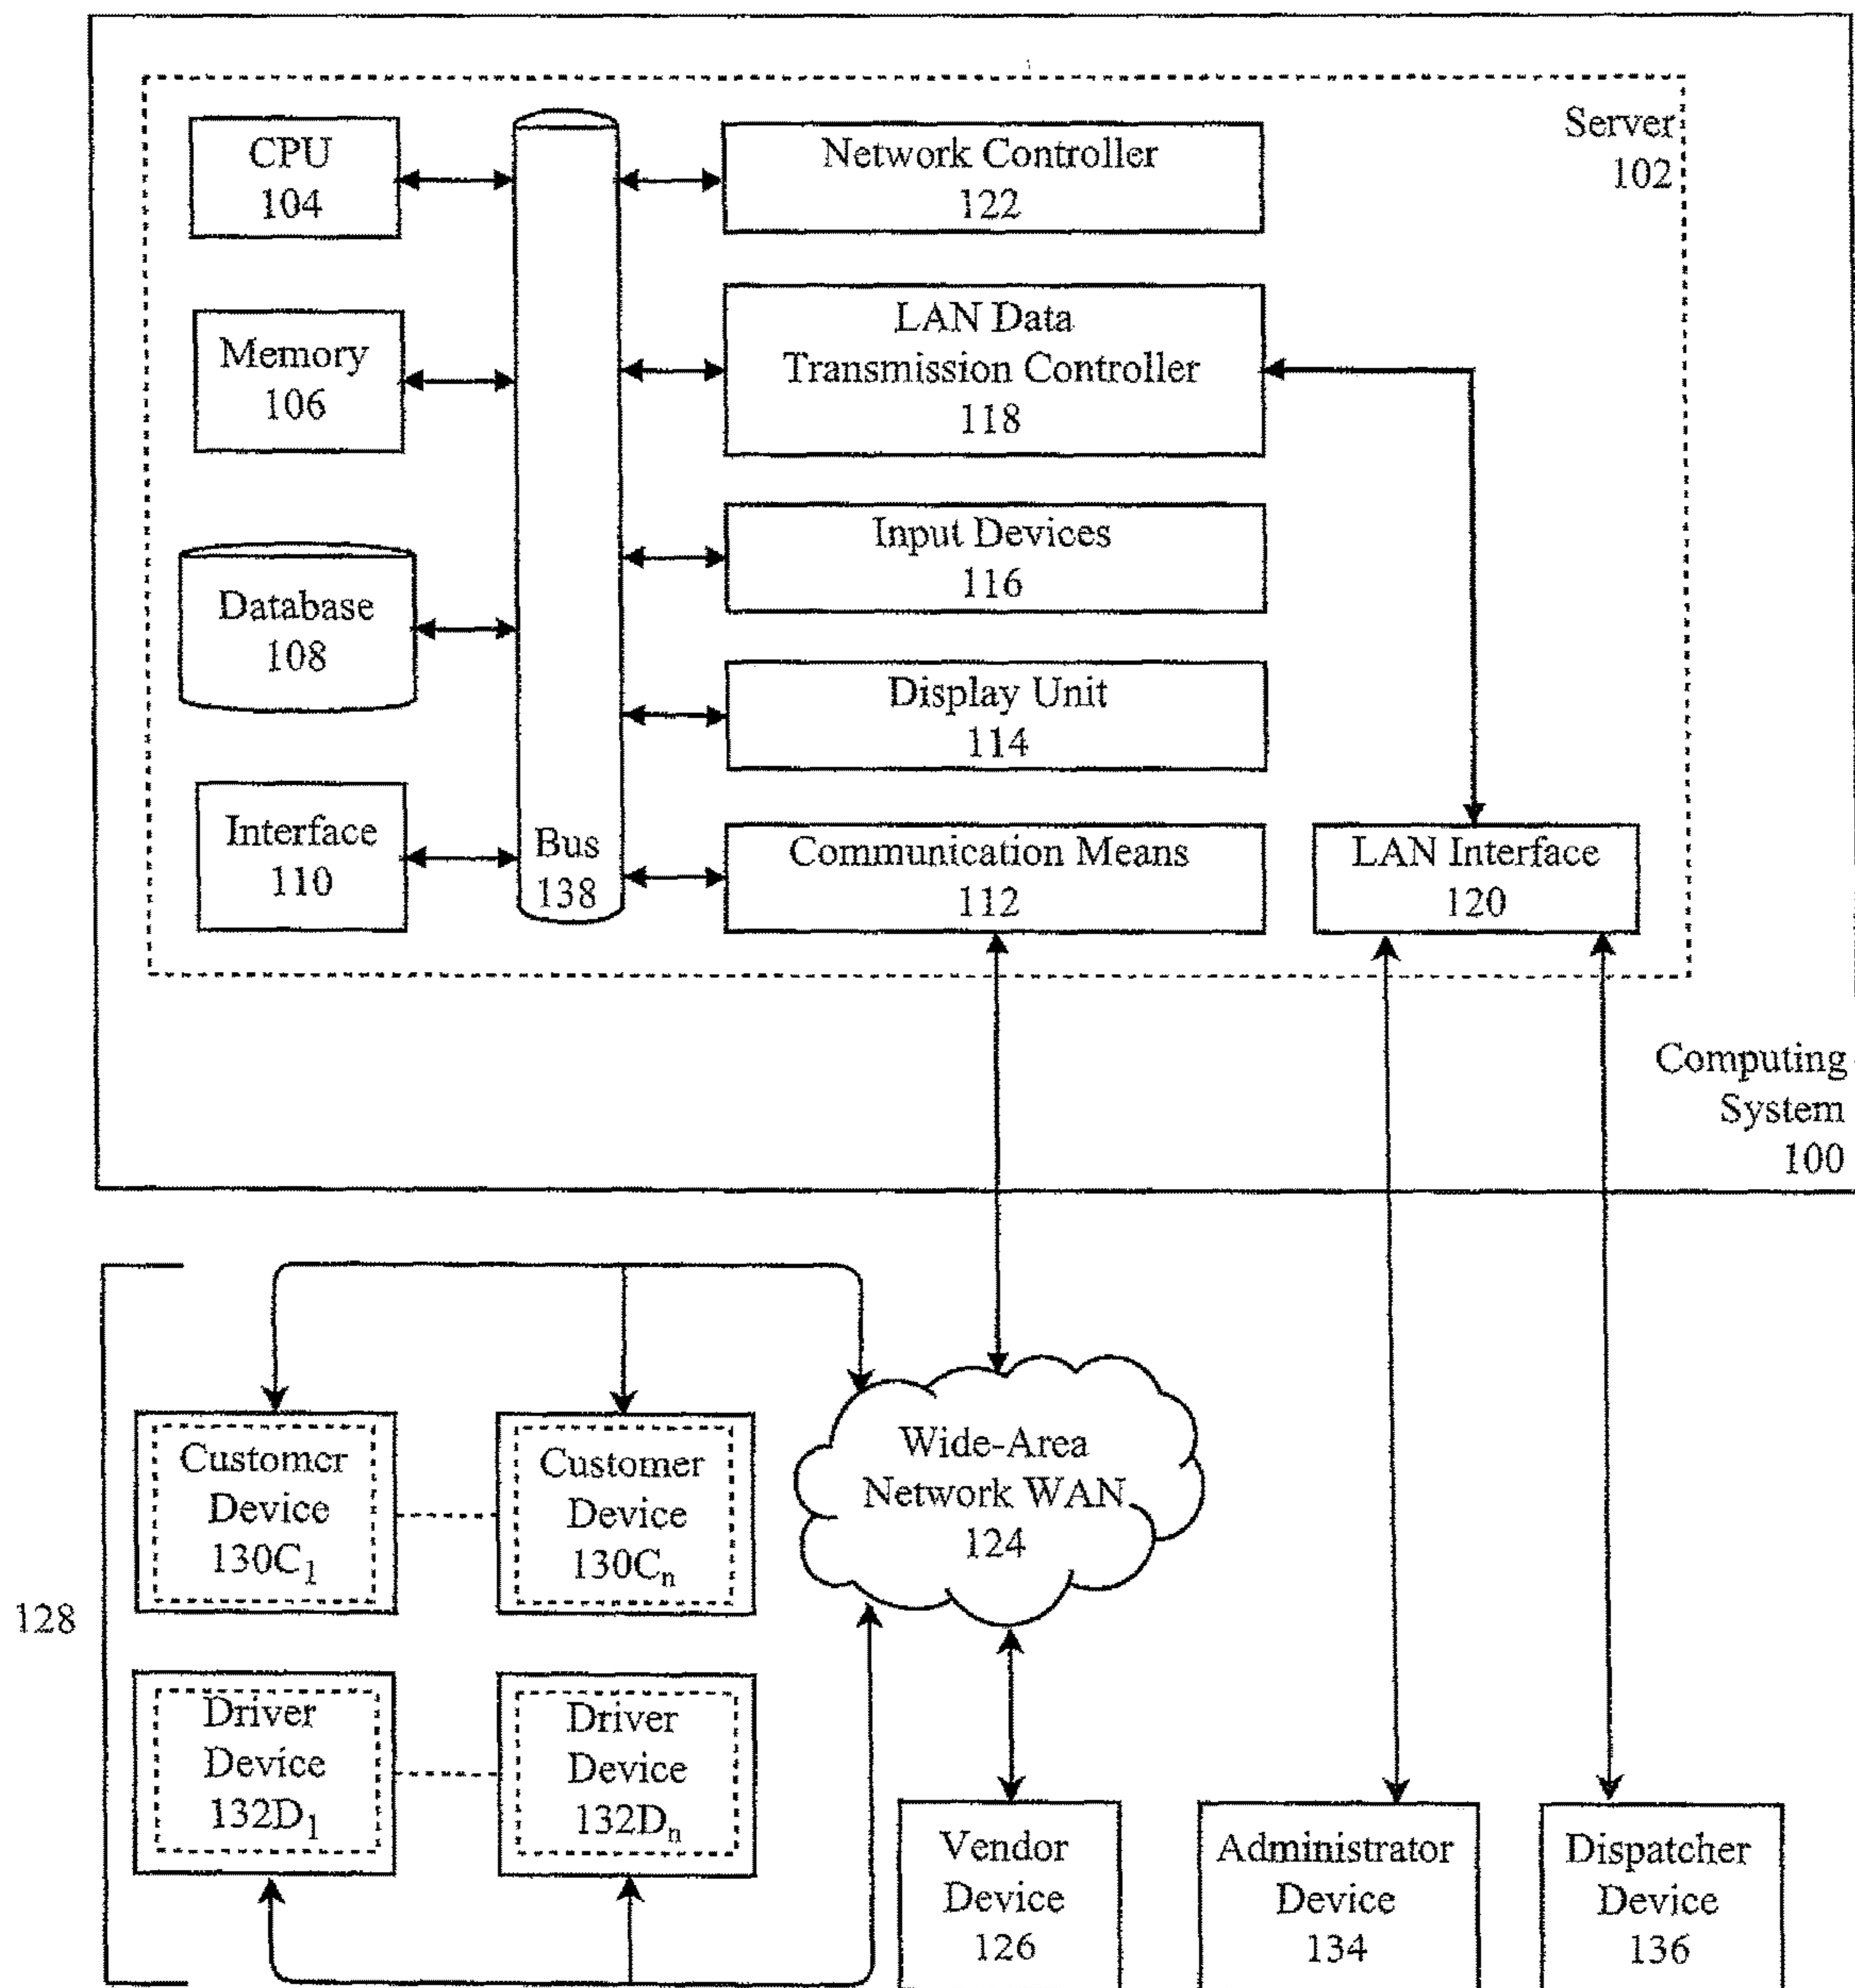 Server
102
CPU
104
Network Controller
122
LAN Data
Transmission Controller
118
Memory
106
Input Devices
116
Database
108
Display Unit
114
Interface
110
Bus
138
Communication Means
112
LAN Interface
120
Computing
System
100
Customer
Device
130C₁
Customer
Device
130Cₙ
Wide-Area
Network WAN
124
128
Driver
Device
132D₁
Driver
Device
132Dₙ
Vendor
Device
126
Administrator
Device
134
Dispatcher
Device
136